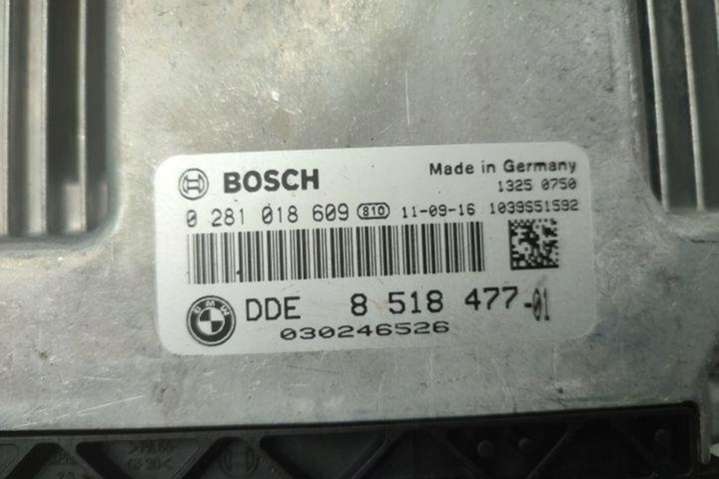 BOSCH
Made in Germany
1325 0750
0 281 018 609 810 11-09-16 1039S51592
BMW DDE 8 518 477-01
030246526